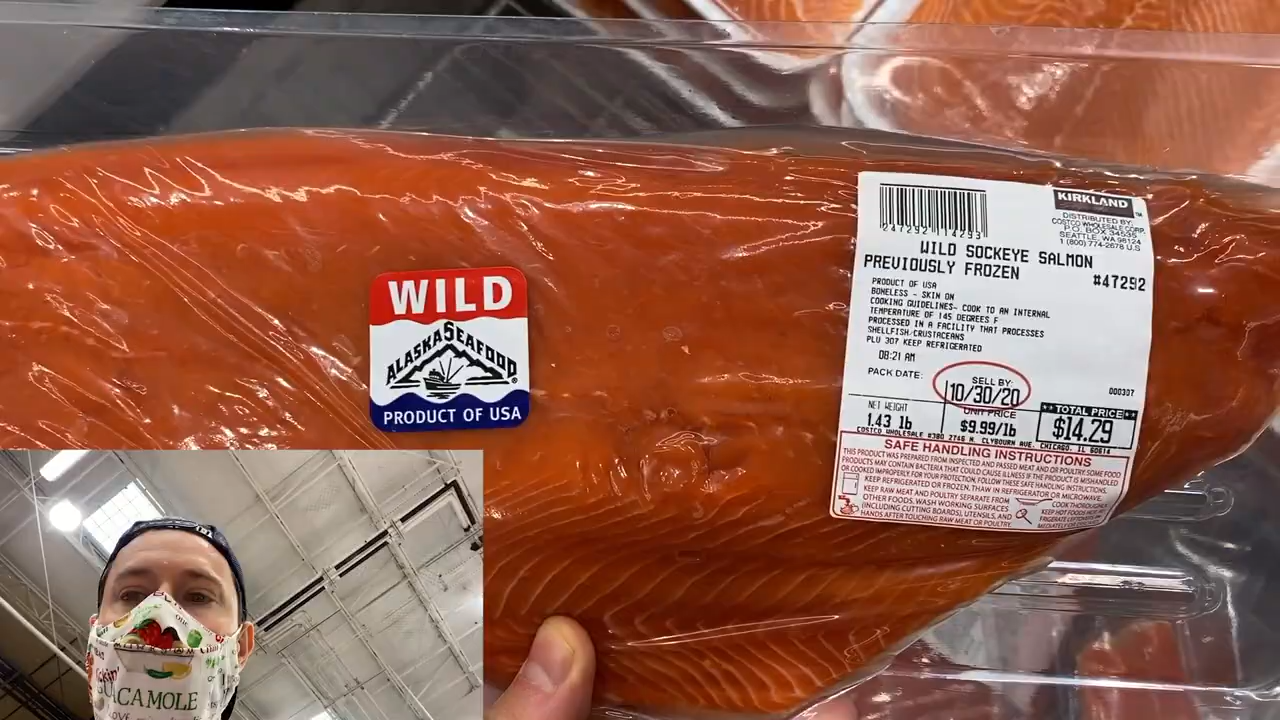 WILD
ALASKA SEAFOOD
PRODUCT OF USA
KIRKLAND
DISTRIBUTED BY:
COSTCO WHOLESALE CORP.
P.O. BOX 34535
SEATTLE, WA 98124
1 (800) 774-2678 U.S
WILD SOCKEYE SALMON
PREVIOUSLY FROZEN
#47292
PRODUCT OF USA
BONELESS - SKIN ON
COOKING GUIDELINES- COOK TO AN INTERNAL
TEMPERATURE OF 145 DEGREES F
PROCESSED IN A FACILITY THAT PROCESSES
SHELLFISH/CRUSTACEANS
PLU 307 KEEP REFRIGERATED
08:21 AM
PACK DATE:
SELL BY:
10/30/20
000307
NET WEIGHT
1.43 lb
UNIT PRICE
$9.99/lb
**TOTAL PRICE**
$14.29
COSTCO WHOLESALE #380 2746 N. CLYBOURN AVE. CHICAGO, IL 60614
SAFE HANDLING INSTRUCTIONS
THIS PRODUCT WAS PREPARED FROM INSPECTED AND PASSED MEAT AND/OR POULTRY. SOME FOOD
PRODUCTS MAY CONTAIN BACTERIA THAT COULD CAUSE ILLNESS IF THE PRODUCT IS MISHANDLED
OR COOKED IMPROPERLY. FOR YOUR PROTECTION, FOLLOW THESE SAFE HANDLING INSTRUCTIONS.
KEEP REFRIGERATED OR FROZEN. THAW IN REFRIGERATOR OR MICROWAVE.
KEEP RAW MEAT AND POULTRY SEPARATE FROM
OTHER FOODS. WASH WORKING SURFACES
(INCLUDING CUTTING BOARDS), UTENSILS, AND
HANDS AFTER TOUCHING RAW MEAT OR POULTRY.
COOK THOROUGHLY
KEEP HOT FOODS HOT.
ACAMOLE